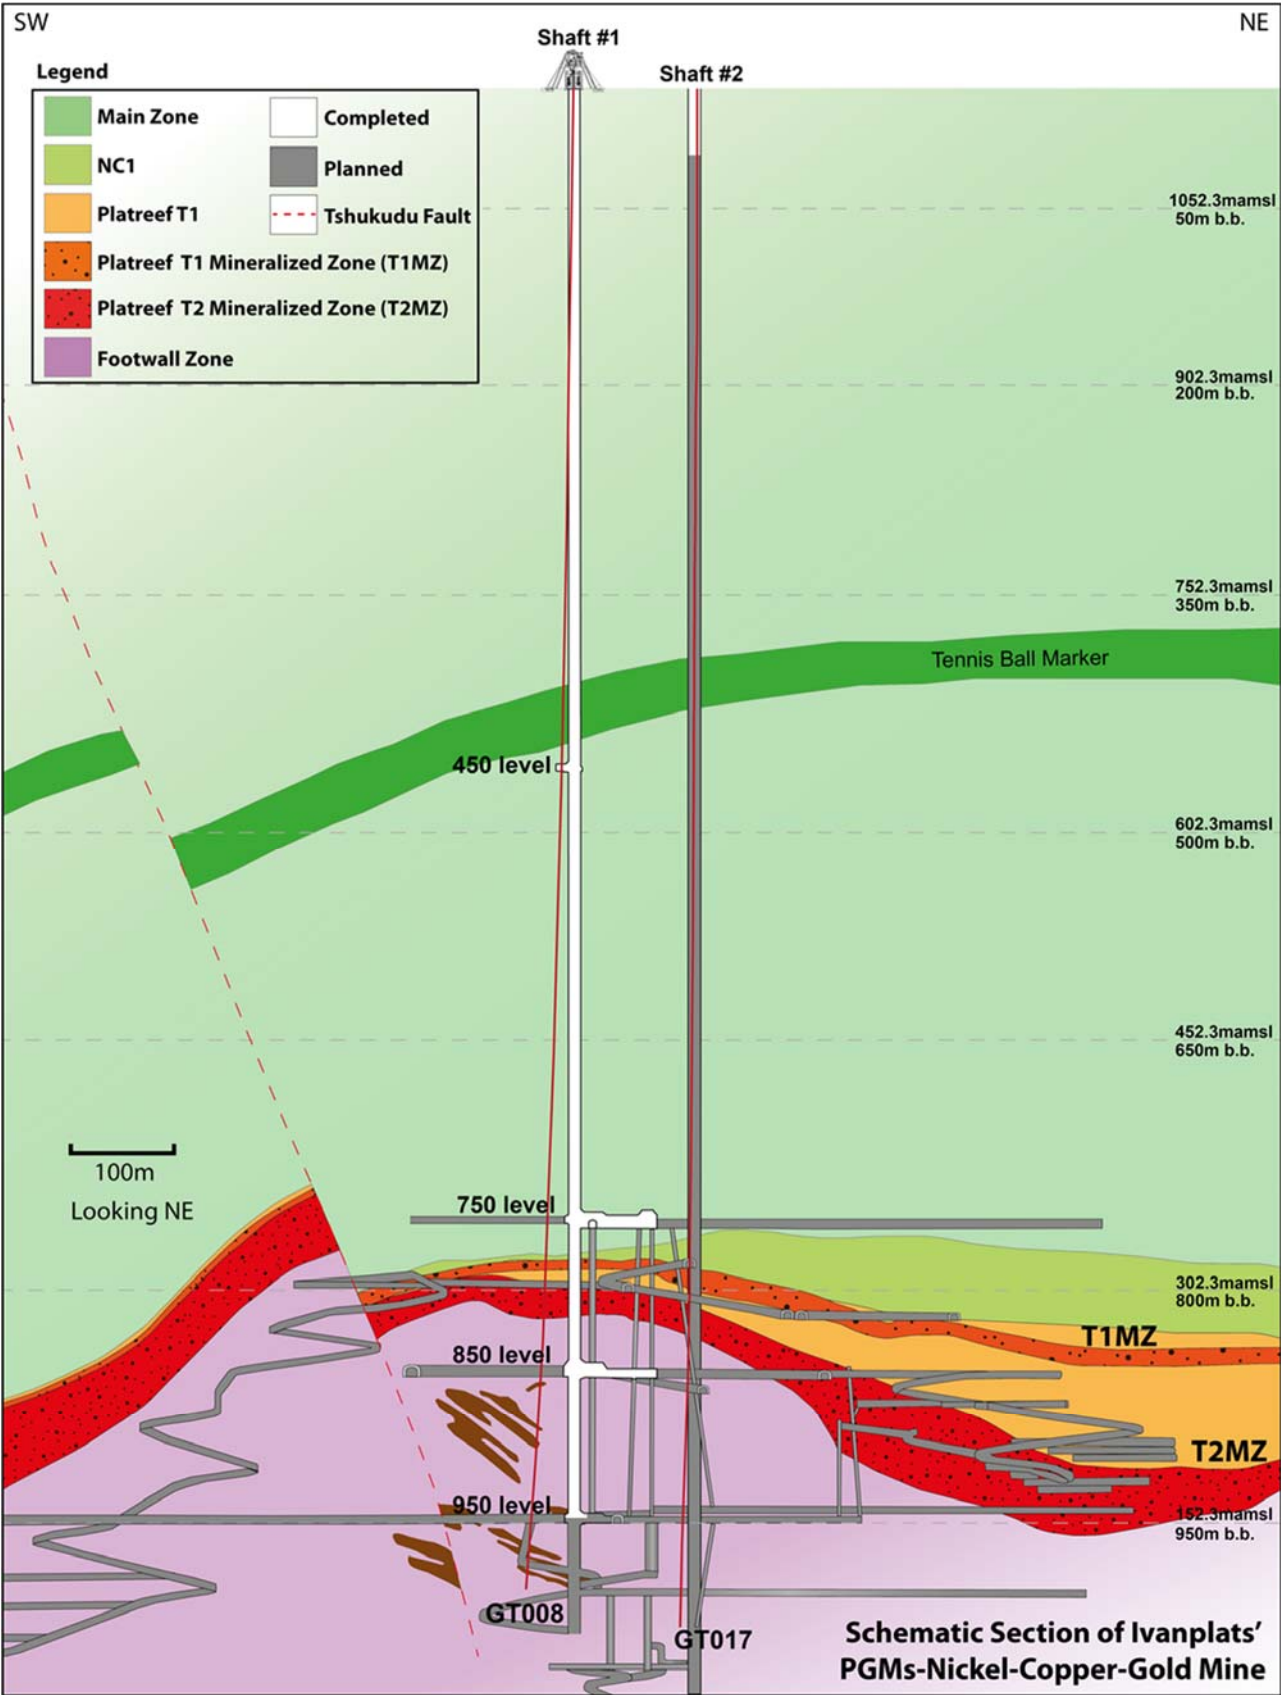 SW
NE
Shaft #1
Shaft #2
Legend
Main Zone
Completed
NC1
Planned
Platreef T1
Tshukudu Fault
Platreef T1 Mineralized Zone (T1MZ)
Platreef T2 Mineralized Zone (T2MZ)
Footwall Zone
1052.3mamsl
50m b.b.
902.3mamsl
200m b.b.
752.3mamsl
350m b.b.
Tennis Ball Marker
450 level
602.3mamsl
500m b.b.
452.3mamsl
650m b.b.
100m
Looking NE
750 level
302.3mamsl
800m b.b.
T1MZ
850 level
T2MZ
950 level
152.3mamsl
950m b.b.
GT008
GT017
Schematic Section of Ivanplats’
PGMs-Nickel-Copper-Gold Mine